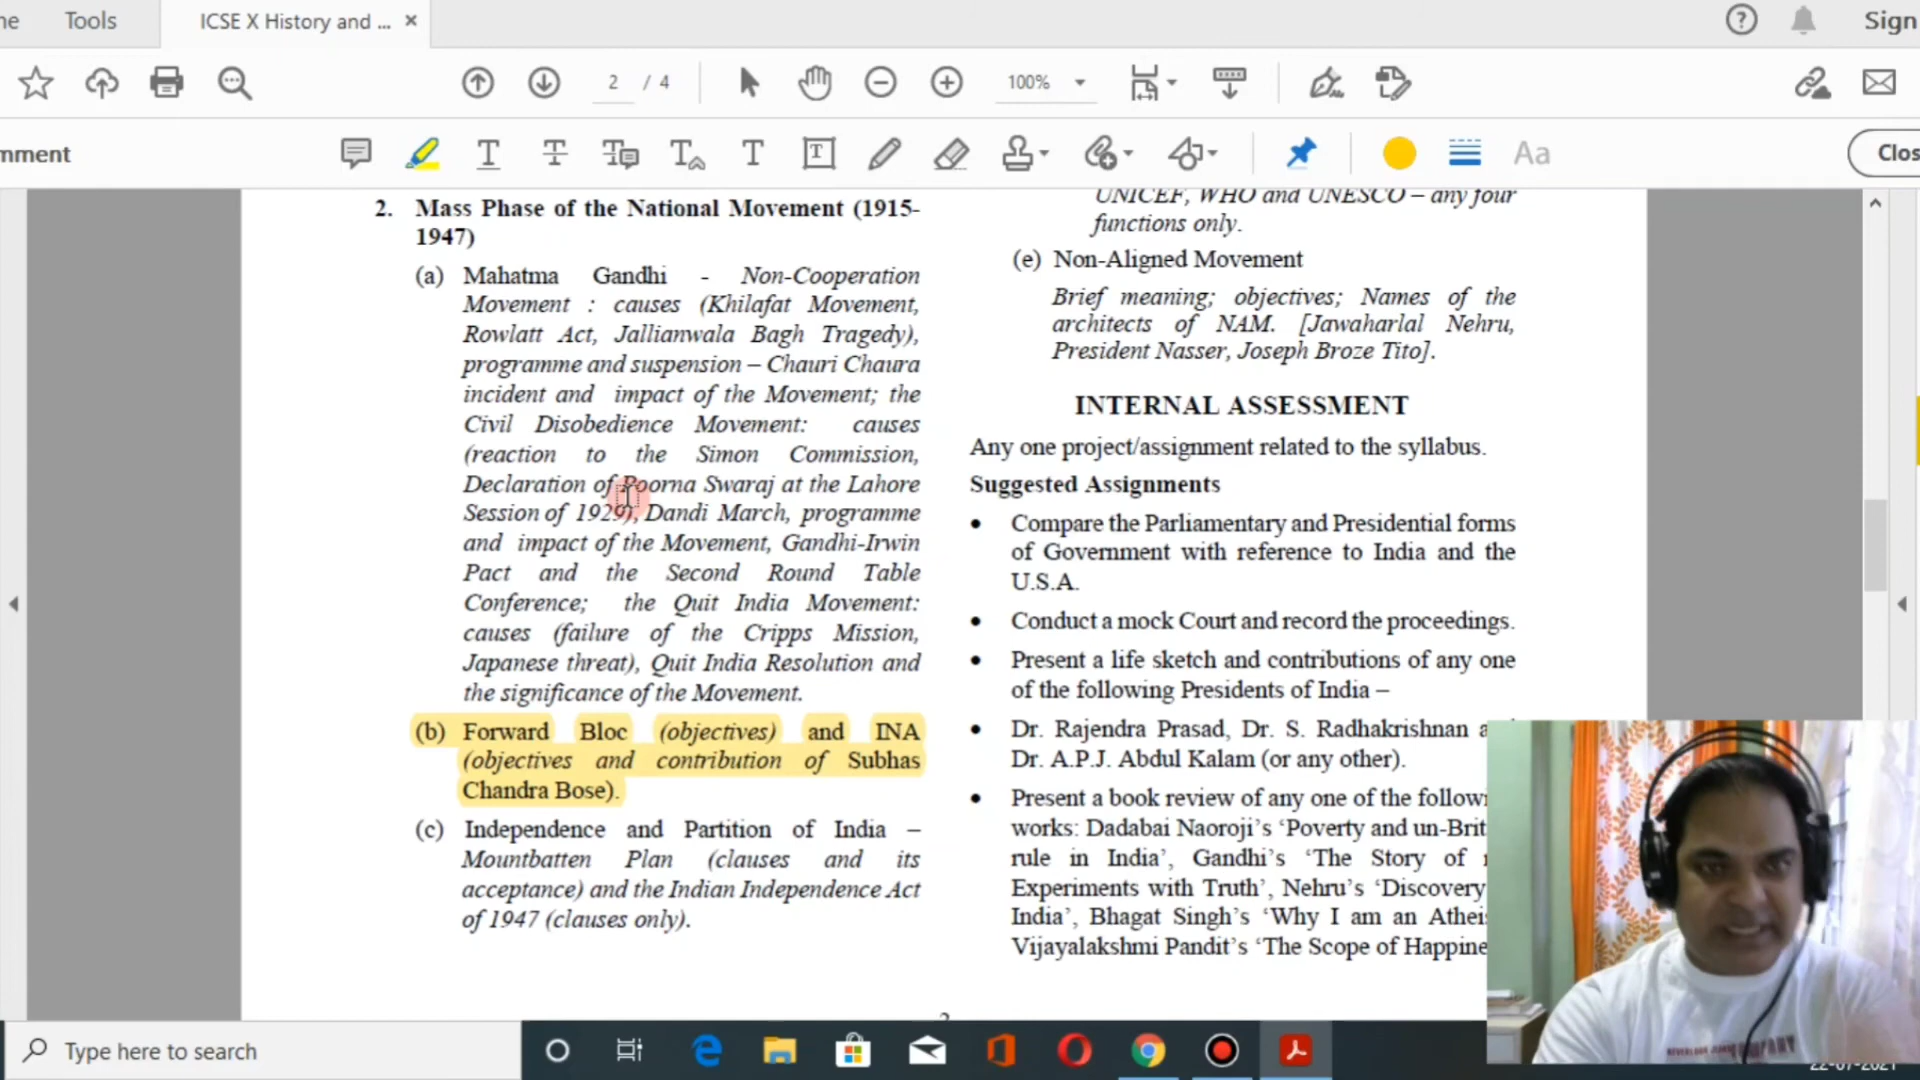 Tools
ICSE X History and ...
Sign
2 / 4
100%
mment
Aa
Clos
2. Mass Phase of the National Movement (1915-
1947)
(a) Mahatma Gandhi - Non-Cooperation
Movement : causes (Khilafat Movement,
Rowlatt Act, Jallianwala Bagh Tragedy),
programme and suspension – Chauri Chaura
incident and impact of the Movement; the
Civil Disobedience Movement: causes
(reaction to the Simon Commission,
Declaration of Poorna Swaraj at the Lahore
Session of 1929), Dandi March, programme
and impact of the Movement, Gandhi-Irwin
Pact and the Second Round Table
Conference; the Quit India Movement:
causes (failure of the Cripps Mission,
Japanese threat), Quit India Resolution and
the significance of the Movement.
(b) Forward Bloc (objectives) and INA
(objectives and contribution of Subhas
Chandra Bose).
(c) Independence and Partition of India –
Mountbatten Plan (clauses and its
acceptance) and the Indian Independence Act
of 1947 (clauses only).
UNICEF, WHO and UNESCO – any four
functions only.
(e) Non-Aligned Movement
Brief meaning; objectives; Names of the
architects of NAM. [Jawaharlal Nehru,
President Nasser, Joseph Broze Tito].
INTERNAL ASSESSMENT
Any one project/assignment related to the syllabus.
Suggested Assignments
• Compare the Parliamentary and Presidential forms
of Government with reference to India and the
U.S.A.
• Conduct a mock Court and record the proceedings.
• Present a life sketch and contributions of any one
of the following Presidents of India –
• Dr. Rajendra Prasad, Dr. S. Radhakrishnan a
Dr. A.P.J. Abdul Kalam (or any other).
• Present a book review of any one of the followi
works: Dadabai Naoroji's ‘Poverty and un-Brit
rule in India’, Gandhi’s ‘The Story of
Experiments with Truth’, Nehru’s ‘Discovery
India’, Bhagat Singh’s ‘Why I am an Athei
Vijayalakshmi Pandit’s ‘The Scope of Happine
Type here to search
22-07-2021